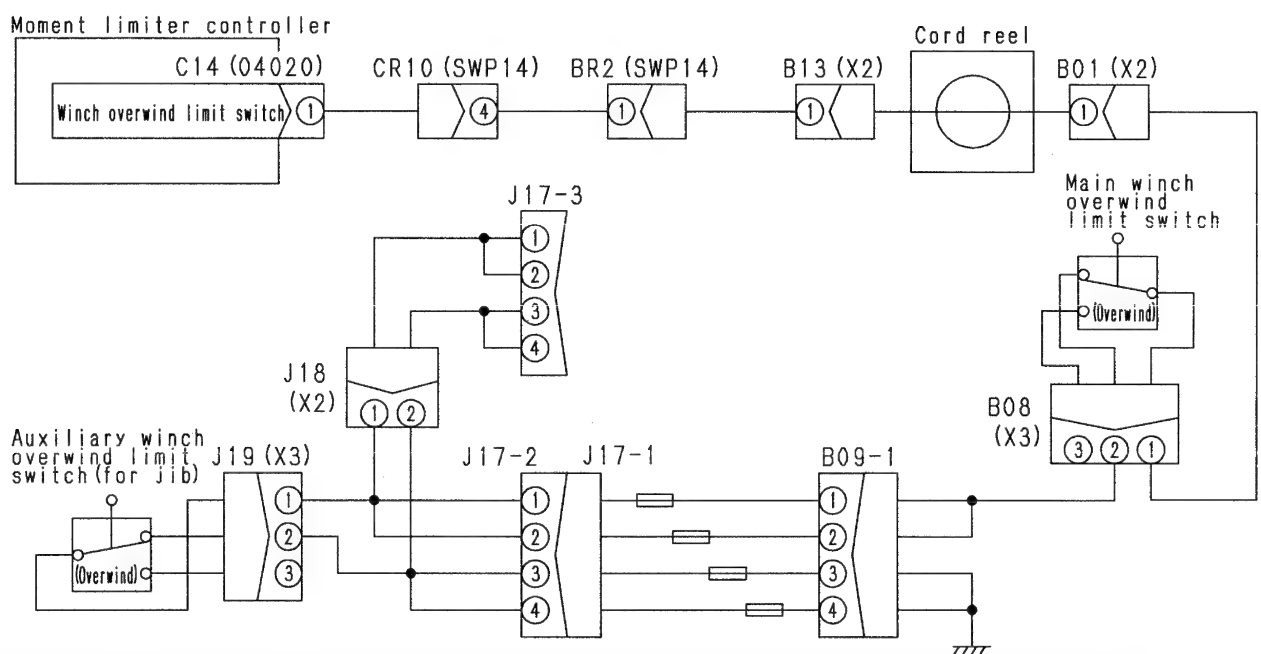 Moment limiter controller
C14 (04020)
CR10 (SWP14)
BR2 (SWP14)
B13 (X2)
Cord reel
B01 (X2)
Winch overwind limit switch
1
4
1
1
1
J17-3
1
2
3
4
Main winch
overwind
limit switch
(Overwind)
J18
(X2)
1 2
B08
(X3)
3 2 1
Auxiliary winch
overwind limit
switch (for jib)
(Overwind)
J19 (X3)
1
2
3
J17-2
1
2
3
4
J17-1
B09-1
1
2
3
4